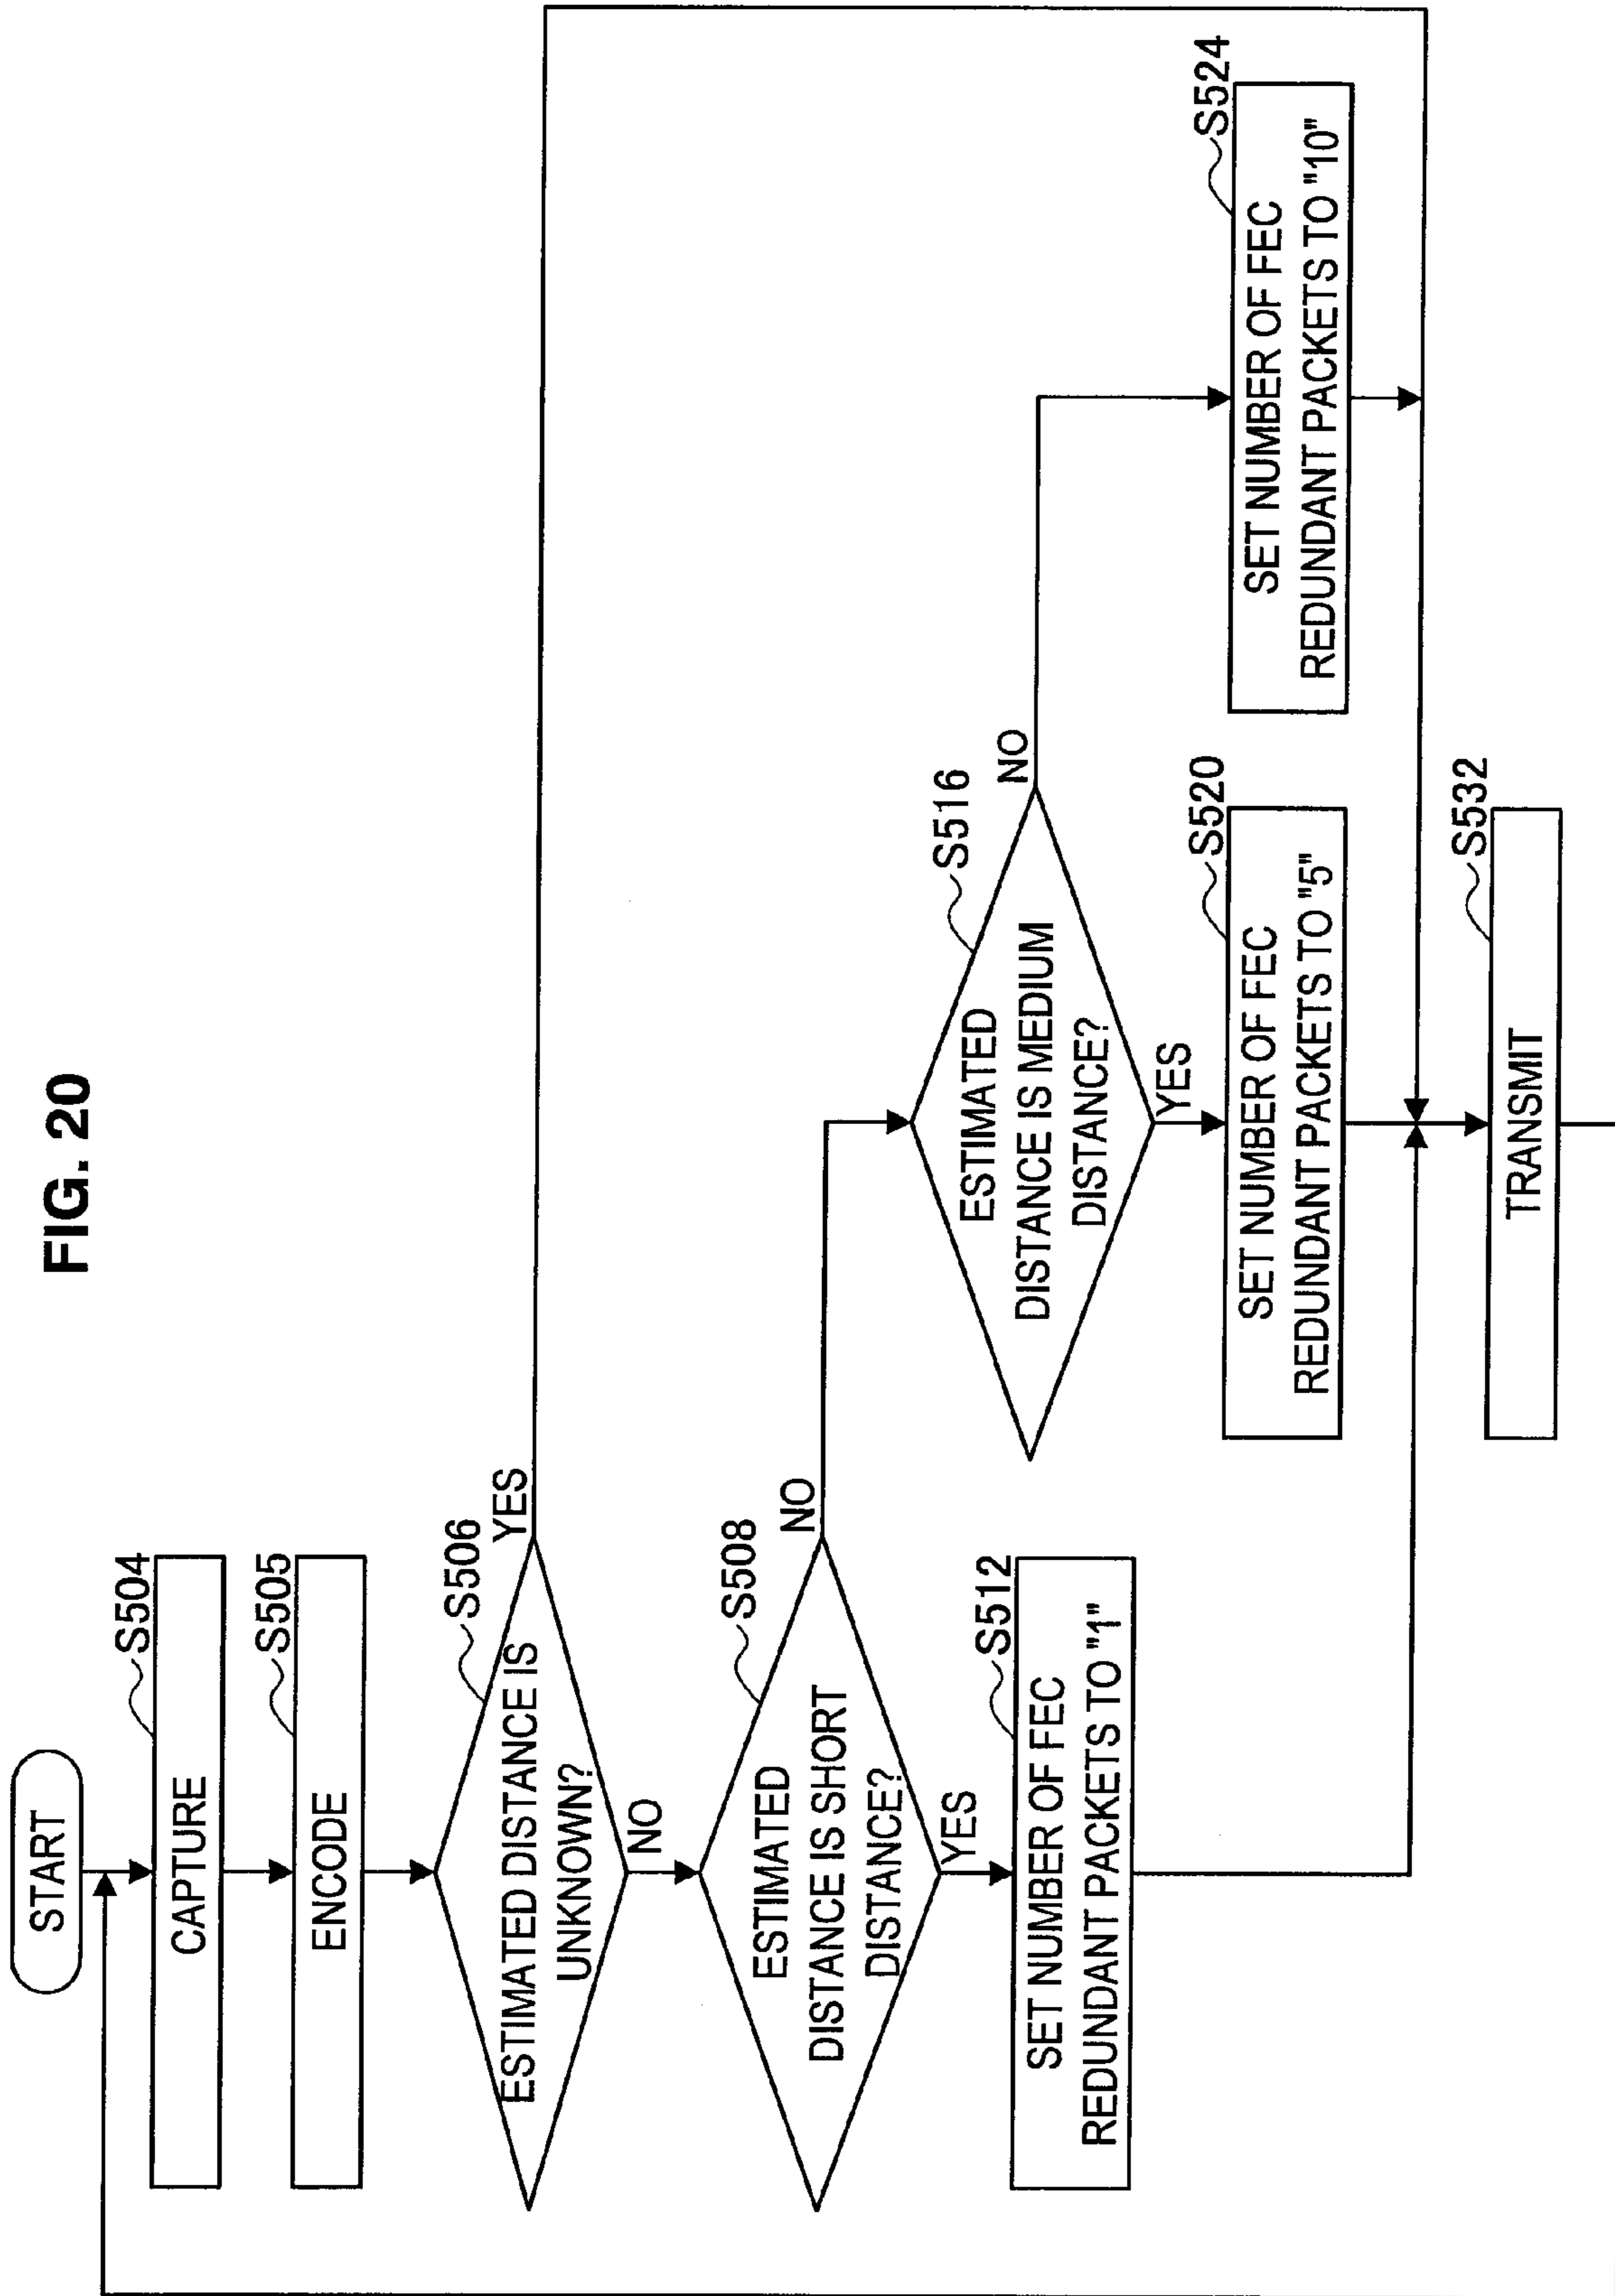 FIG. 20
START
S504
CAPTURE
S505
ENCODE
S506
ESTIMATED DISTANCE IS
UNKNOWN?
YES
NO
S508
ESTIMATED
DISTANCE IS SHORT
DISTANCE?
NO
YES
S512
SET NUMBER OF FEC
REDUNDANT PACKETS TO "1"
S516
ESTIMATED
DISTANCE IS MEDIUM
DISTANCE?
NO
YES
S520
SET NUMBER OF FEC
REDUNDANT PACKETS TO "5"
S524
SET NUMBER OF FEC
REDUNDANT PACKETS TO "10"
S532
TRANSMIT